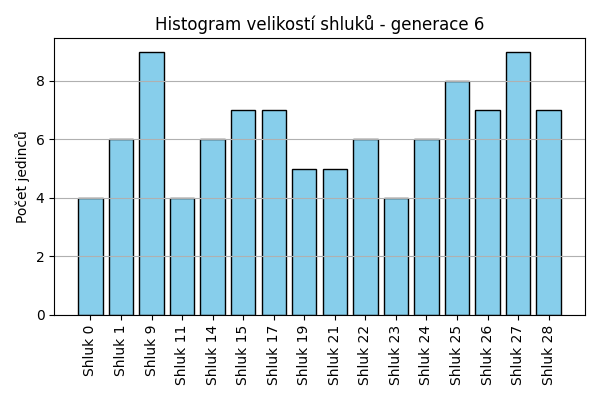 Histogram velikostí shluků - generace 6
Počet jedinců
8
6
4
2
0
Shluk 0
Shluk 1
Shluk 9
Shluk 11
Shluk 14
Shluk 15
Shluk 17
Shluk 19
Shluk 21
Shluk 22
Shluk 23
Shluk 24
Shluk 25
Shluk 26
Shluk 27
Shluk 28